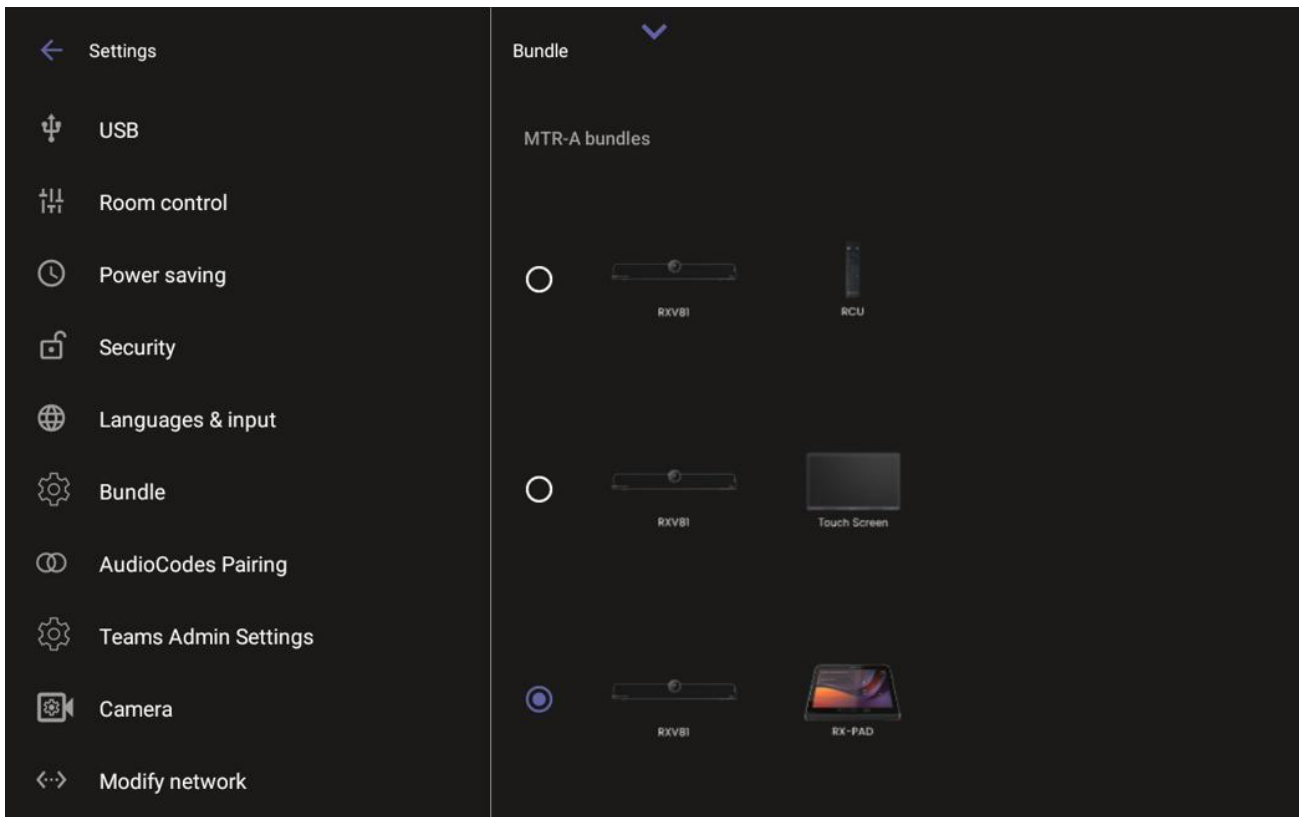 Settings
USB
Room control
Power saving
Security
Languages & input
Bundle
AudioCodes Pairing
Teams Admin Settings
Camera
Modify network
Bundle
MTR-A bundles
RXV81
RCU
RXV81
Touch Screen
RXV81
RX-PAD